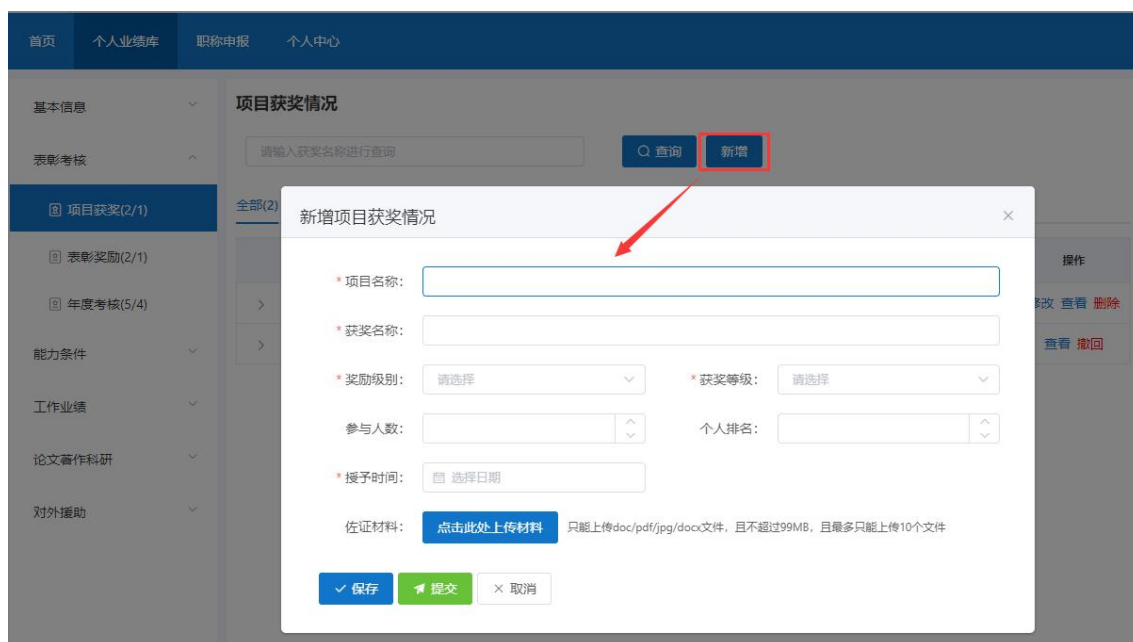 首页 个人业绩库 职称申报 个人中心
基本信息
项目获奖情况
请输入获奖名称进行查询 查询 新增
表彰考核
项目获奖(2/1)
全部(2)
新增项目获奖情况
表彰奖励(2/1)
操作
* 项目名称：
年度考核(5/4)
修改 查看 删除
* 获奖名称：
查看 撤回
能力条件
* 奖励级别： 请选择 * 获奖等级： 请选择
工作业绩
参与人数： 个人排名：
论文著作科研
* 授予时间： 选择日期
对外援助
佐证材料： 点击此处上传材料 只能上传doc/pdf/jpg/docx文件，且不超过99MB，且最多只能上传10个文件
保存 提交 取消